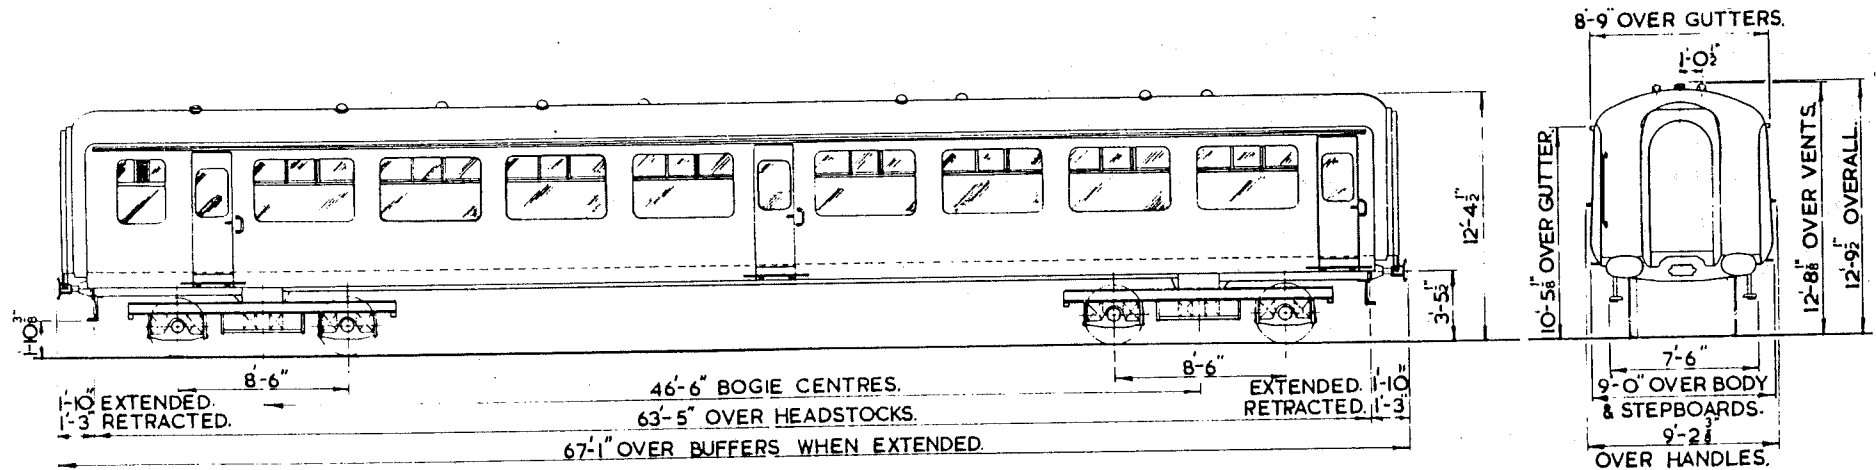 8'-9" OVER GUTTERS.
1'-0½"
12'-4½"
3'-5½"
10'-5⅛" OVER GUTTER.
12'-8⅛" OVER VENTS.
12'-9½" OVERALL.
1'-10⅜"
8'-6"
46'-6" BOGIE CENTRES.
8'-6"
1'-10" EXTENDED.
1'-3" RETRACTED.
63'-5" OVER HEADSTOCKS.
EXTENDED. 1'-10"
RETRACTED. 1'-3"
67'-1" OVER BUFFERS WHEN EXTENDED.
7'-6"
9'-0" OVER BODY
& STEPBOARDS.
9'-2⅜"
OVER HANDLES.